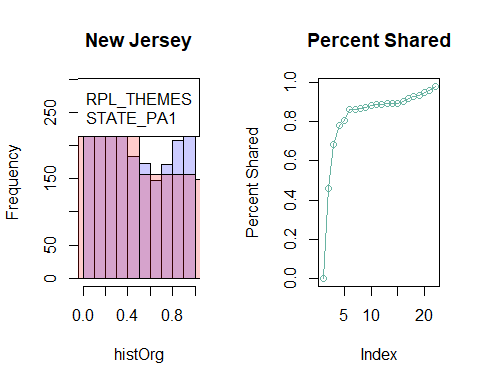 New Jersey
RPL_THEMES
STATE_PA1
Frequency
0
50
150
250
0.0
0.4
0.8
histOrg
Percent Shared
Percent Shared
0.0
0.2
0.4
0.6
0.8
1.0
5
10
20
Index